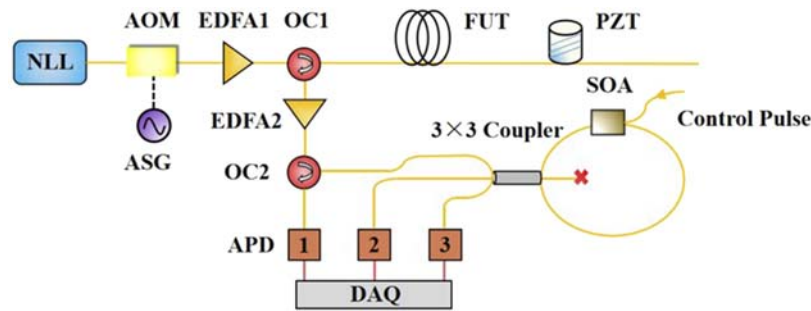 AOM EDFA1 OC1 FUT PZT
NLL
SOA
EDFA2 3×3 Coupler Control Pulse
ASG
OC2
APD 1 2 3
DAQ